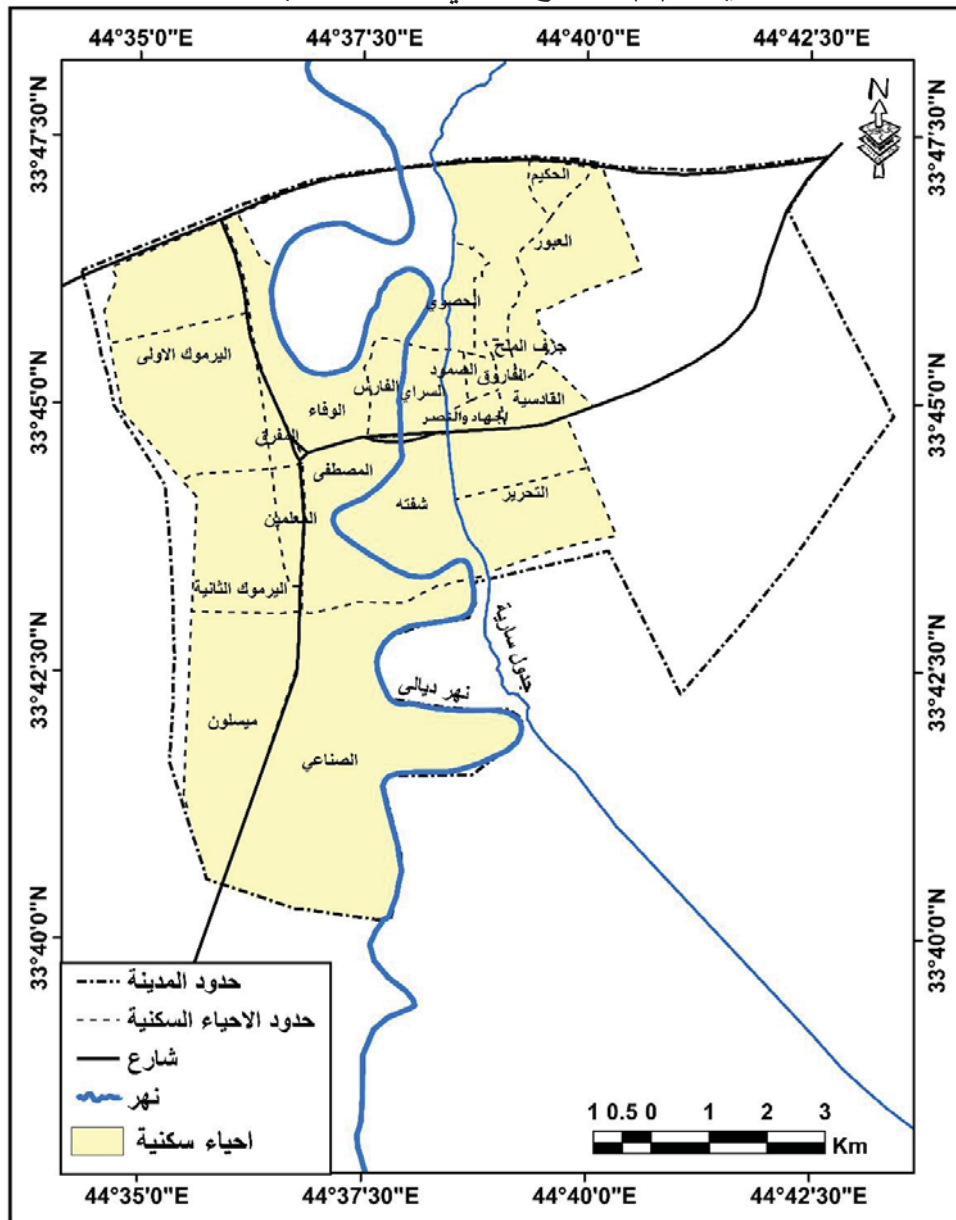 44°35'0"E 44°37'30"E 44°40'0"E 44°42'30"E
33°47'30"N
33°47'30"N
N
الحكيم
العبور
الحصوي
جرف الملح
اليرموك الاولى
الصمود
الفاروق
الفارس
السراي
القادسية
الوفاء
الجهاد والنصر
33°45'0"N
33°45'0"N
المفرق
المصطفى
التحرير
شفته
المعلمين
اليرموك الثانية
جدول سارية
33°42'30"N
33°42'30"N
نهر ديالى
ميسلون
الصناعي
33°40'0"N
33°40'0"N
حدود المدينة
حدود الاحياء السكنية
شارع
نهر
احياء سكنية
1 0.5 0 1 2 3
Km
44°35'0"E 44°37'30"E 44°40'0"E 44°42'30"E